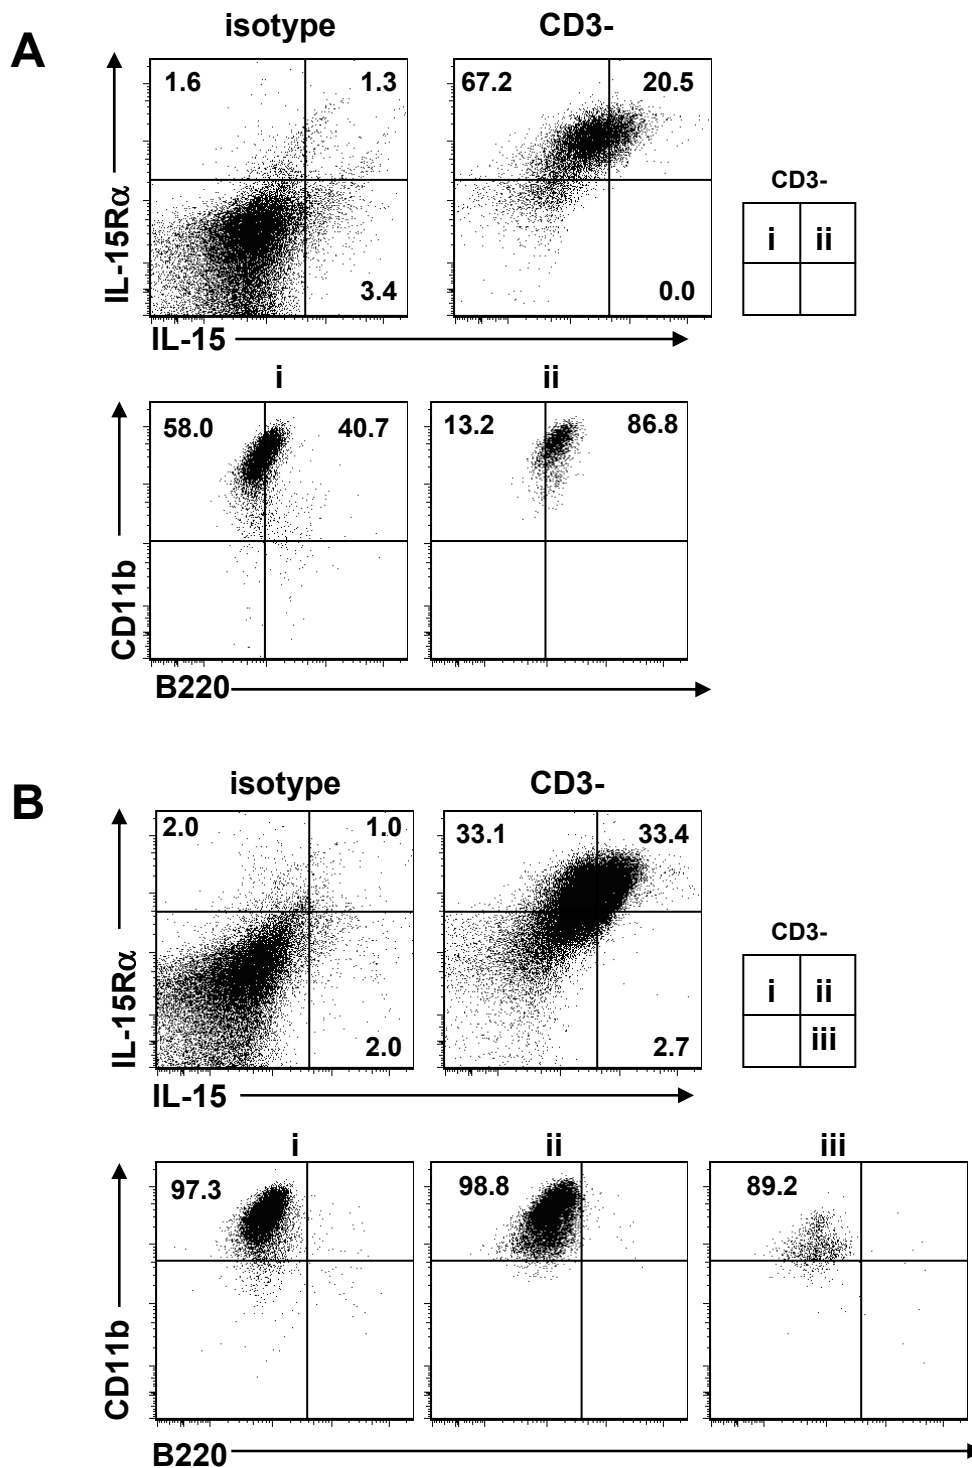 A
isotype
CD3-
1.6
1.3
67.2
20.5
IL-15Rα
3.4
0.0
CD3-
i
ii
IL-15
i
ii
58.0
40.7
13.2
86.8
CD11b
B220
B
isotype
CD3-
2.0
1.0
33.1
33.4
IL-15Rα
2.0
2.7
CD3-
i
ii
iii
IL-15
i
ii
iii
97.3
98.8
89.2
CD11b
B220